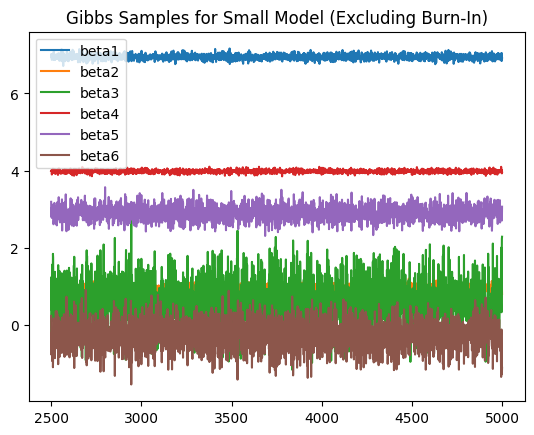 Gibbs Samples for Small Model (Excluding Burn-In)
beta1
beta2
beta3
beta4
beta5
beta6
6
4
2
0
2500
3000
3500
4000
4500
5000